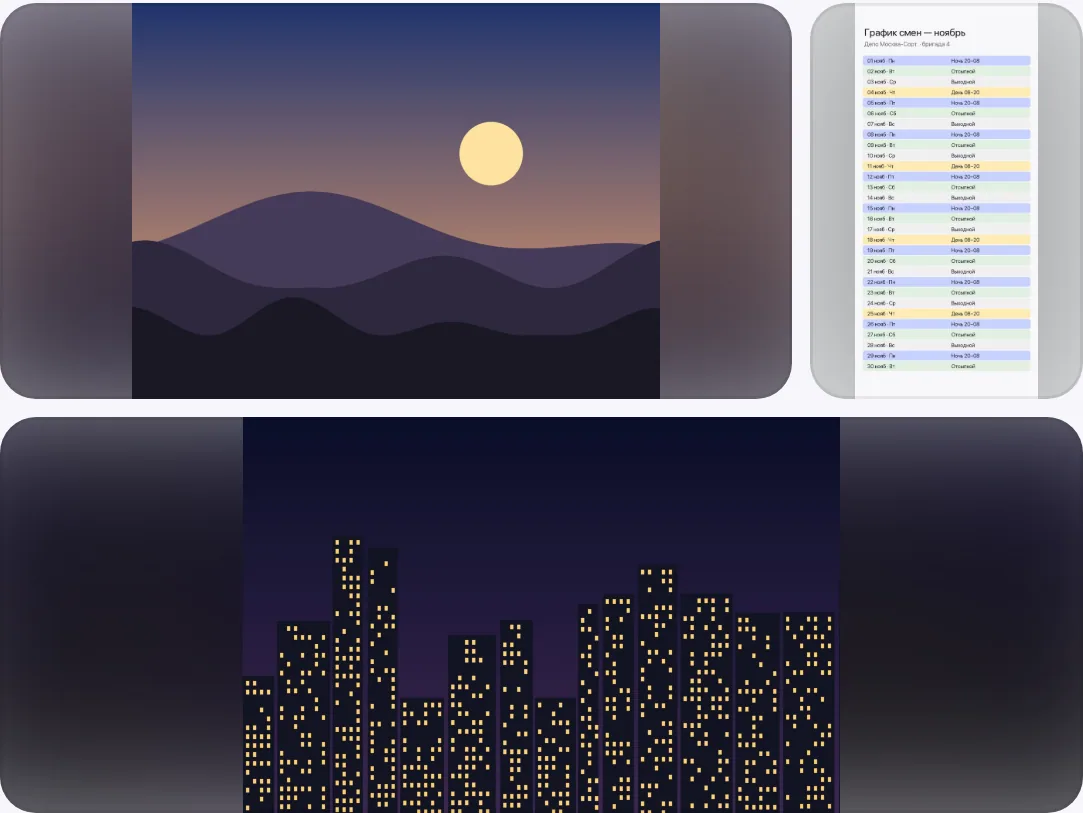 График смен — ноябрь
Депо Москва-Сорт. · бригада 4
01 нояб · Пн Ночь 20–08
02 нояб · Вт Отсыпной
03 нояб · Ср Выходной
04 нояб · Чт День 08–20
05 нояб · Пт Ночь 20–08
06 нояб · Сб Отсыпной
07 нояб · Вс Выходной
08 нояб · Пн Ночь 20–08
09 нояб · Вт Отсыпной
10 нояб · Ср Выходной
11 нояб · Чт День 08–20
12 нояб · Пт Ночь 20–08
13 нояб · Сб Отсыпной
14 нояб · Вс Выходной
15 нояб · Пн Ночь 20–08
16 нояб · Вт Отсыпной
17 нояб · Ср Выходной
18 нояб · Чт День 08–20
19 нояб · Пт Ночь 20–08
20 нояб · Сб Отсыпной
21 нояб · Вс Выходной
22 нояб · Пн Ночь 20–08
23 нояб · Вт Отсыпной
24 нояб · Ср Выходной
25 нояб · Чт День 08–20
26 нояб · Пт Ночь 20–08
27 нояб · Сб Отсыпной
28 нояб · Вс Выходной
29 нояб · Пн Ночь 20–08
30 нояб · Вт Отсыпной